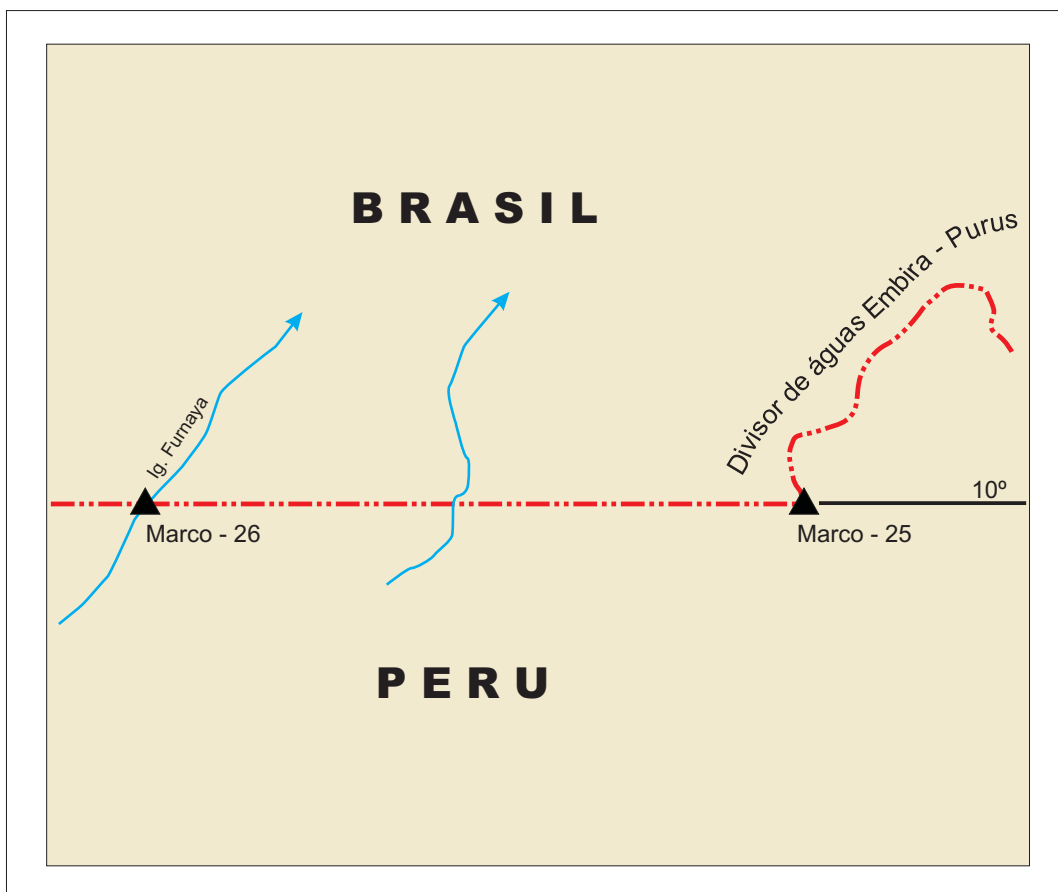 BRASIL
Divisor de águas Embira - Purus
Ig. Furnaya
10º
Marco - 26
Marco - 25
PERU